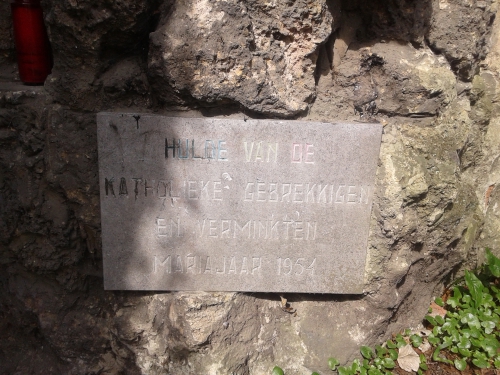 HULDE VAN DE
KATHOLIEKE GEBREKKIGEN
EN VERMINKTEN
MARIAJAAR 1954